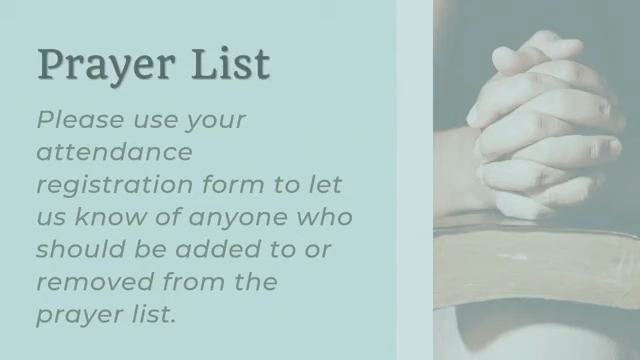 Prayer List
Please use your
attendance
registration form to let
us know of anyone who
should be added to or
removed from the
prayer list.